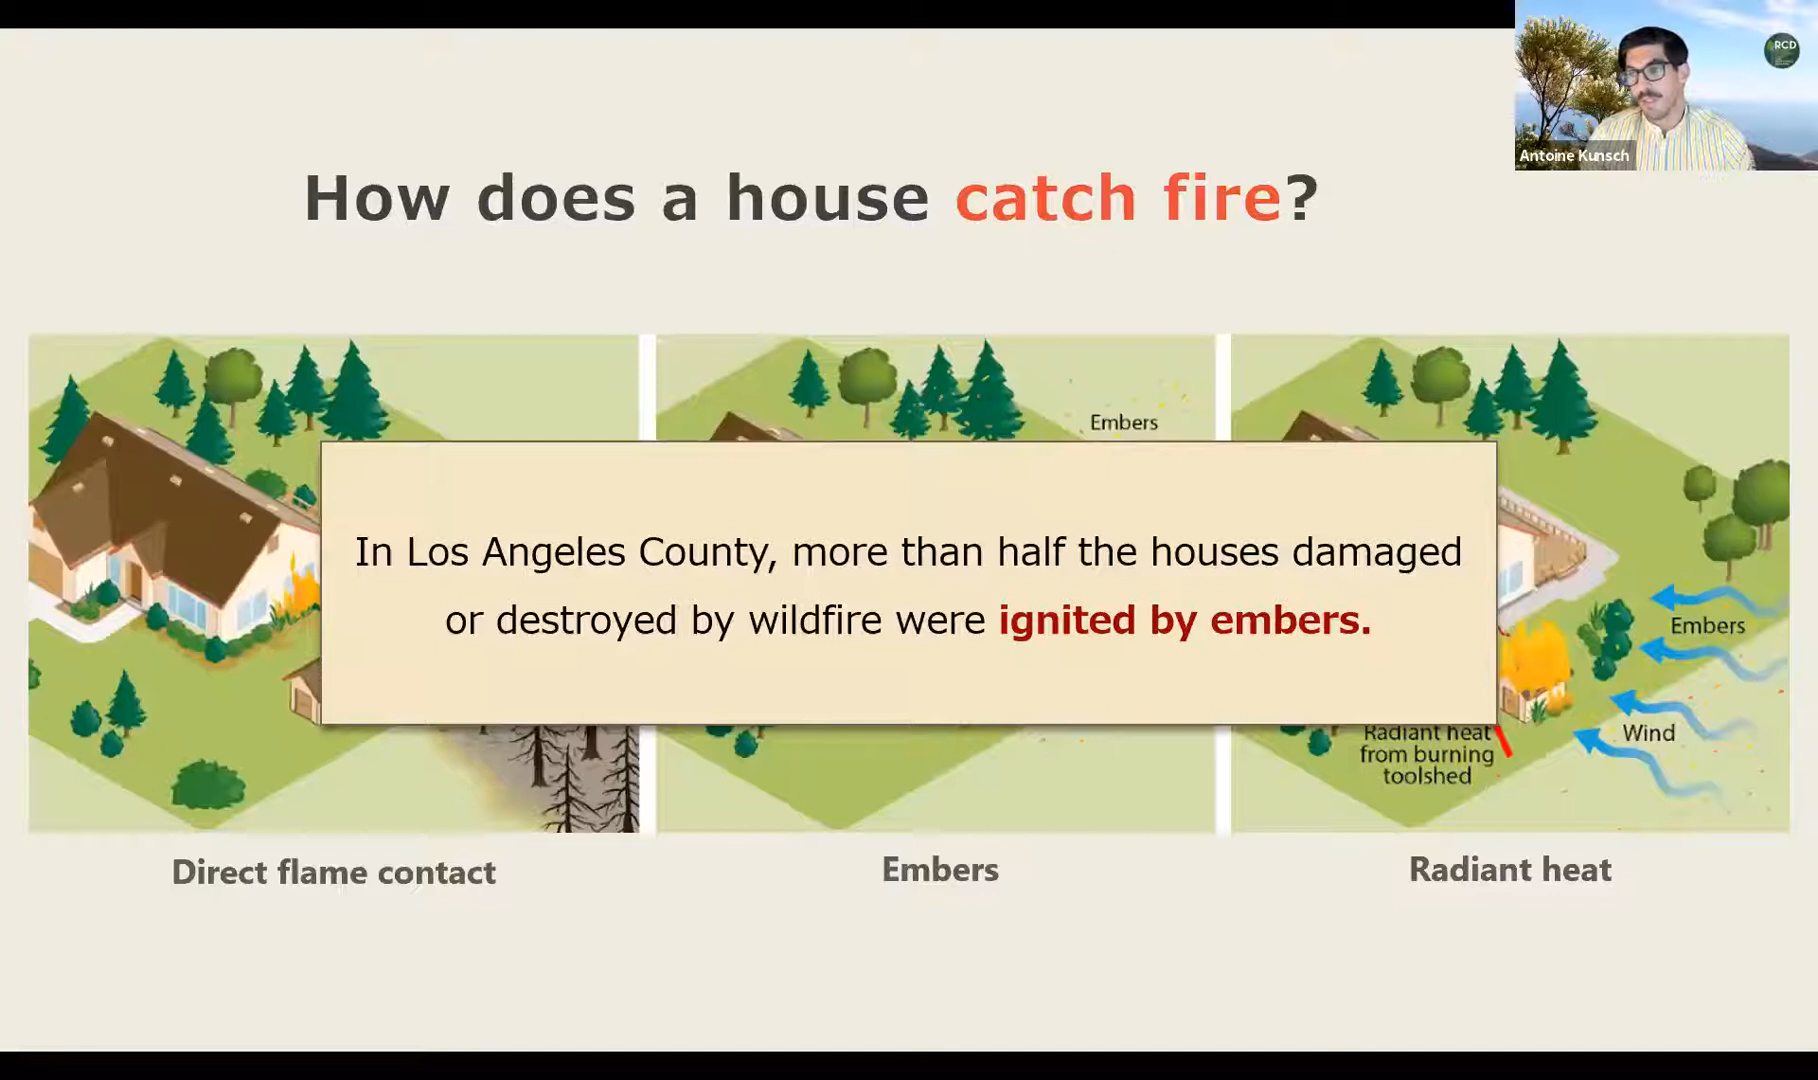 RCD
Antoine Kunsch
How does a house catch fire?
Embers
In Los Angeles County, more than half the houses damaged
or destroyed by wildfire were ignited by embers.
Embers
Wind
Radiant heat
from burning
toolshed
Direct flame contact
Embers
Radiant heat